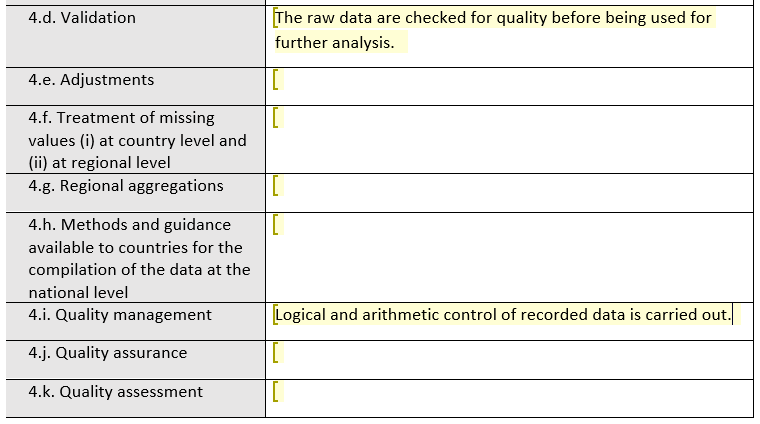 4.d. Validation
The raw data are checked for quality before being used for
further analysis.
4.e. Adjustments
4.f. Treatment of missing
values (i) at country level and
(ii) at regional level
4.g. Regional aggregations
4.h. Methods and guidance
available to countries for the
compilation of the data at the
national level
4.i. Quality management
Logical and arithmetic control of recorded data is carried out.
4.j. Quality assurance
4.k. Quality assessment